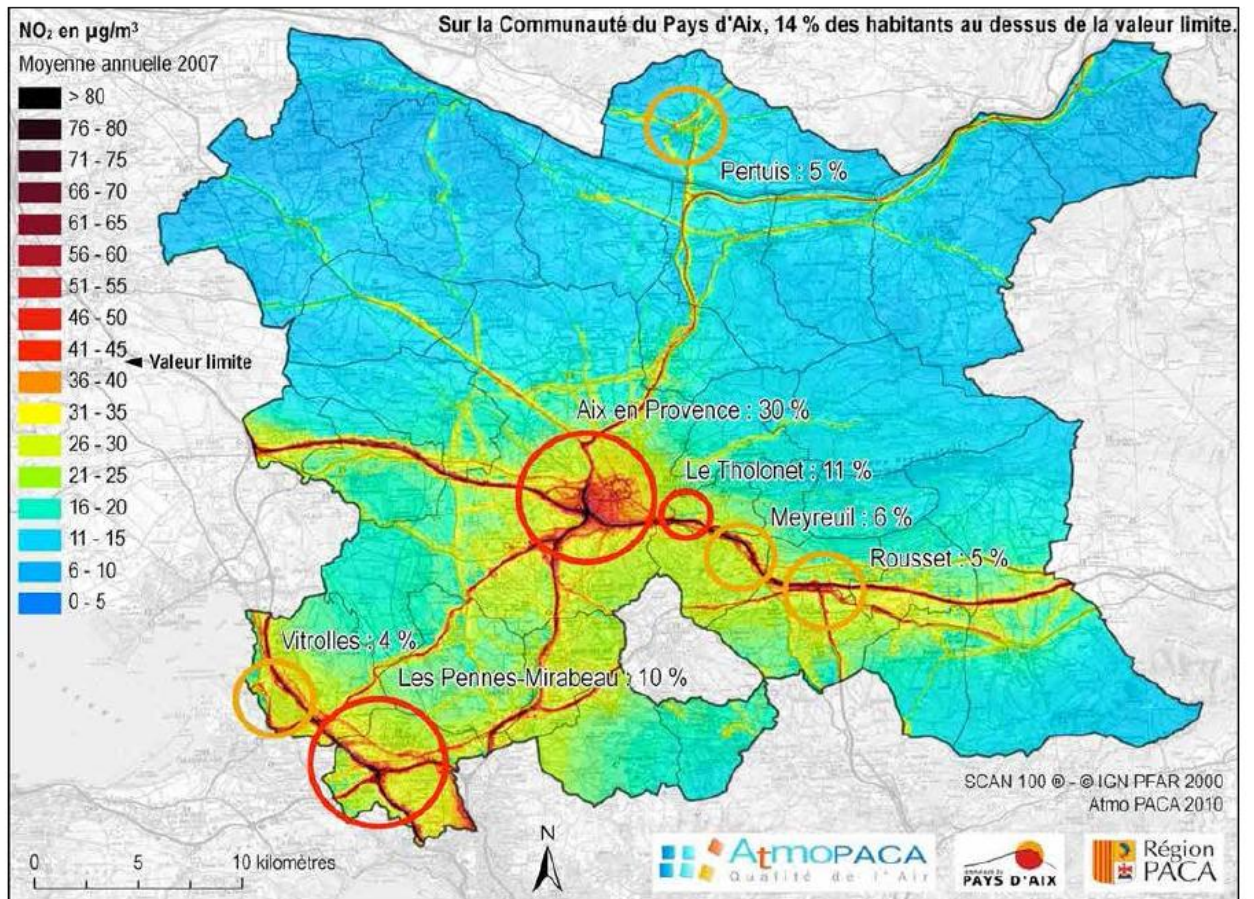 Sur la Communauté du Pays d'Aix, 14 % des habitants au dessus de la valeur limite.
NO₂ en µg/m³
Moyenne annuelle 2007
> 80
76 - 80
71 - 75
66 - 70
61 - 65
56 - 60
51 - 55
46 - 50
41 - 45
Valeur limite
36 - 40
31 - 35
26 - 30
21 - 25
16 - 20
11 - 15
6 - 10
0 - 5
Pertuis : 5 %
Aix en Provence : 30 %
Le Tholonet : 11 %
Meyreuil : 6 %
Rousset : 5 %
Vitrolles : 4 %
Les Pennes-Mirabeau : 10 %
SCAN 100 ® - © IGN PFAR 2000
Atmo PACA 2010
0 5 10 kilomètres
N
AtmoPACA
Qualité de l'Air
PAYS D'AIX
Région
PACA